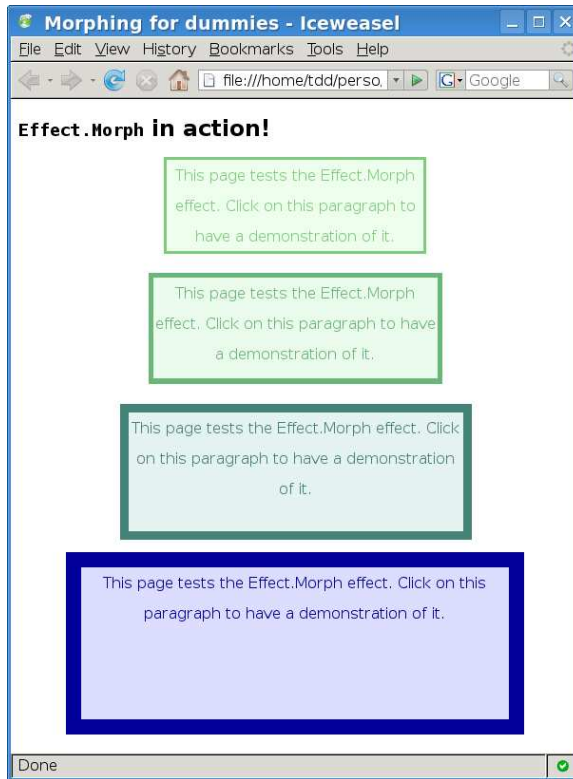 Morphing for dummies - Iceweasel
File Edit View History Bookmarks Tools Help
file:///home/tdd/perso, G Google
Effect.Morph in action!
This page tests the Effect.Morph
effect. Click on this paragraph to
have a demonstration of it.
This page tests the Effect.Morph
effect. Click on this paragraph to have
a demonstration of it.
This page tests the Effect.Morph effect. Click
on this paragraph to have a demonstration
of it.
This page tests the Effect.Morph effect. Click on this
paragraph to have a demonstration of it.
Done